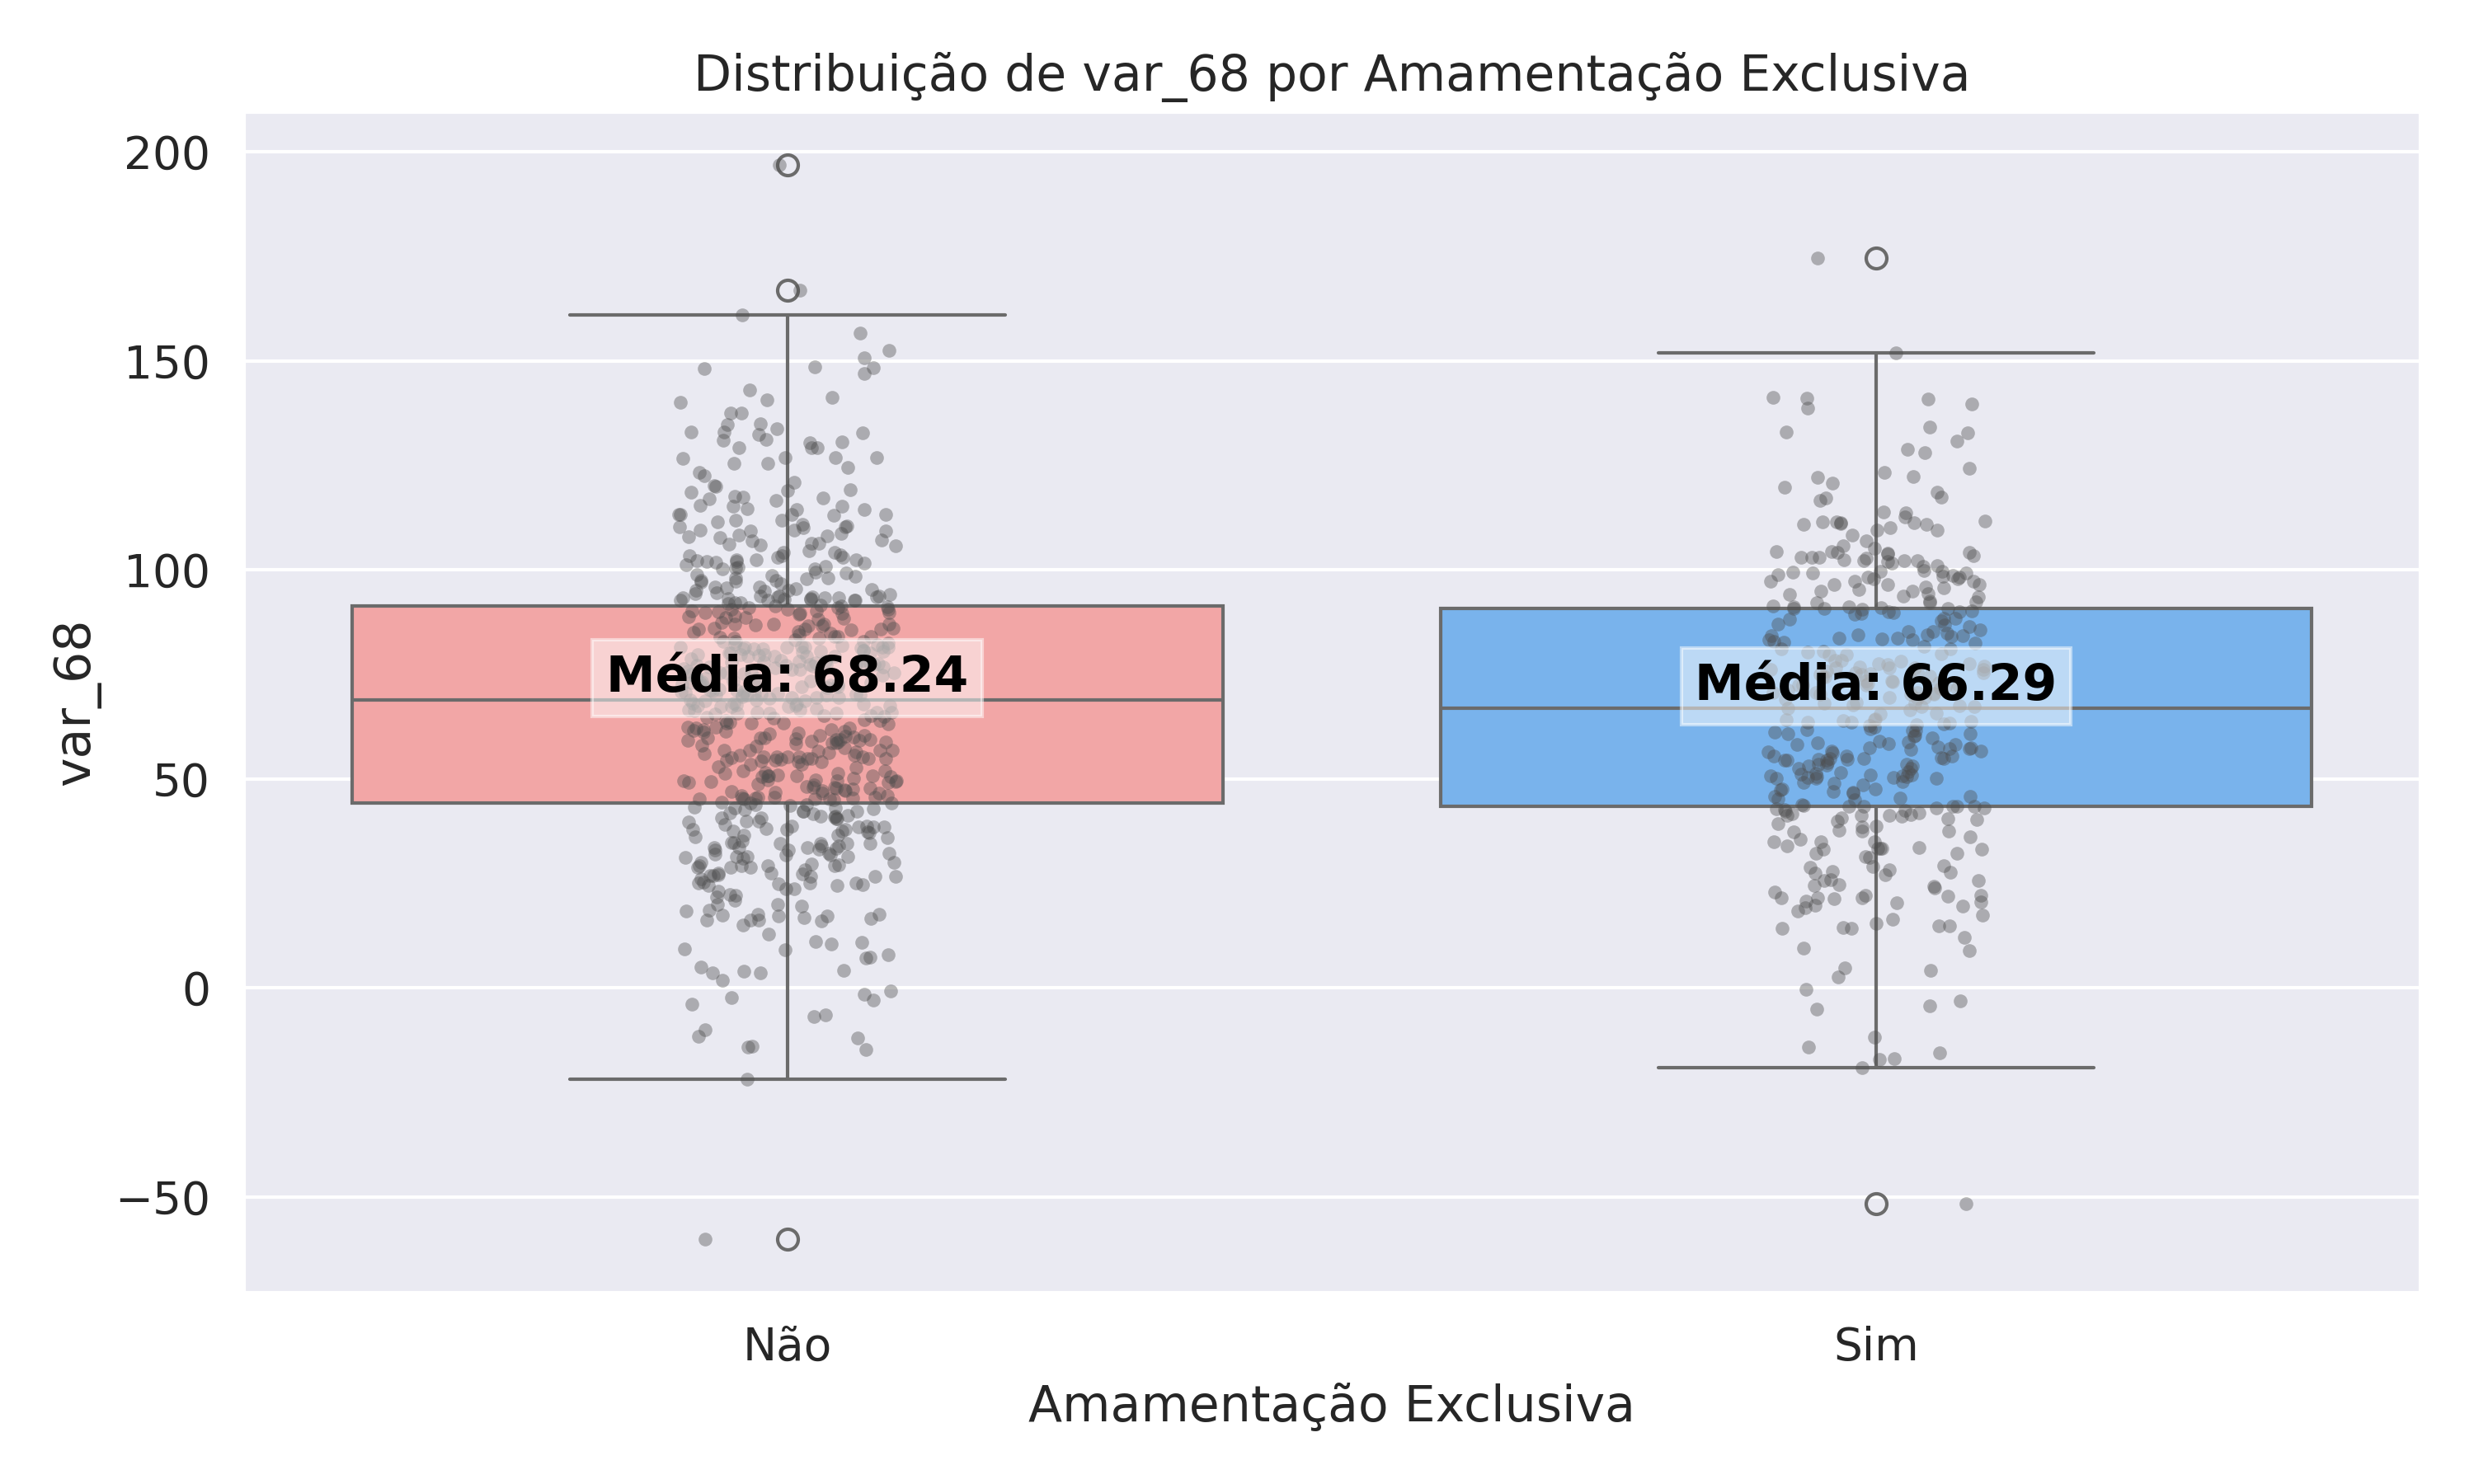 Distribuição de var_68 por Amamentação Exclusiva
200
150
100
50
0
−50
var_68
Média: 68.24
Média: 66.29
Não
Sim
Amamentação Exclusiva